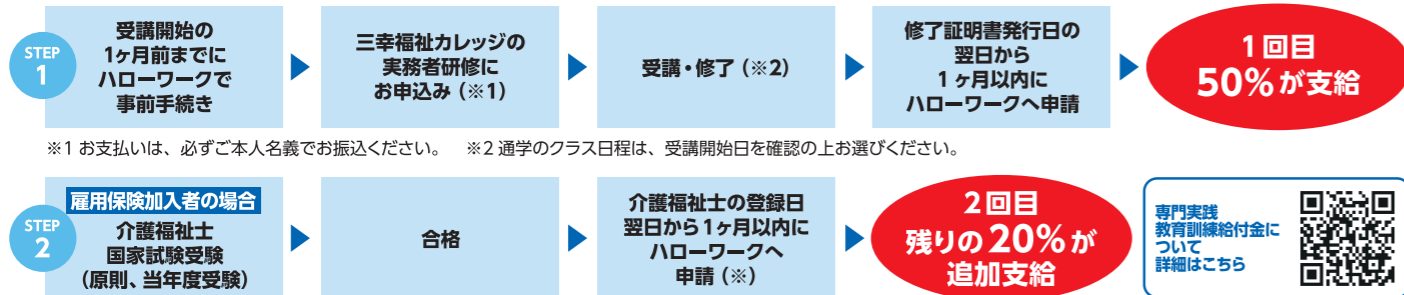 STEP
1
受講開始の
1ヶ月前までに
ハローワークで
事前手続き
三幸福祉カレッジの
実務者研修に
お申込み（※1）
受講・修了（※2）
修了証明書発行日の
翌日から
1ヶ月以内に
ハローワークへ申請
1回目
50%が支給
※1 お支払いは、必ずご本人名義でお振込ください。　※2 通学のクラス日程は、受講開始日を確認の上お選びください。
STEP
2
雇用保険加入者の場合
介護福祉士
国家試験受験
（原則、当年度受験）
合格
介護福祉士の登録日
翌日から1ヶ月以内に
ハローワークへ
申請（※）
2回目
残りの20%が
追加支給
専門実践
教育訓練給付金に
ついて
詳細はこちら